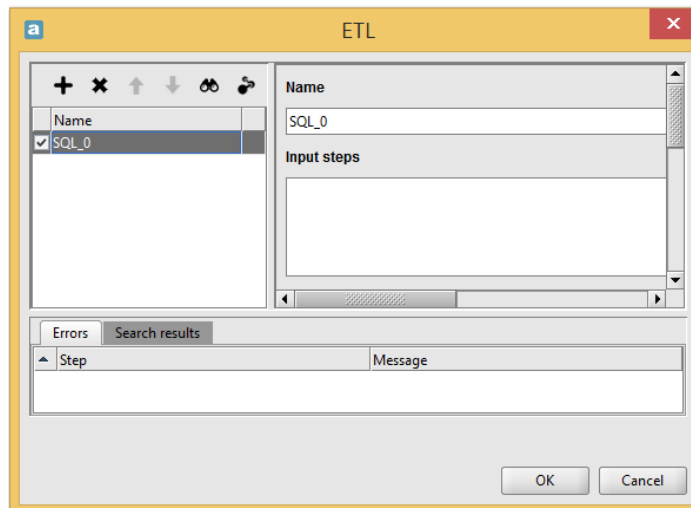 a
ETL
Name
SQL_0
Name
SQL_0
Input steps
Errors
Search results
Step
Message
OK
Cancel